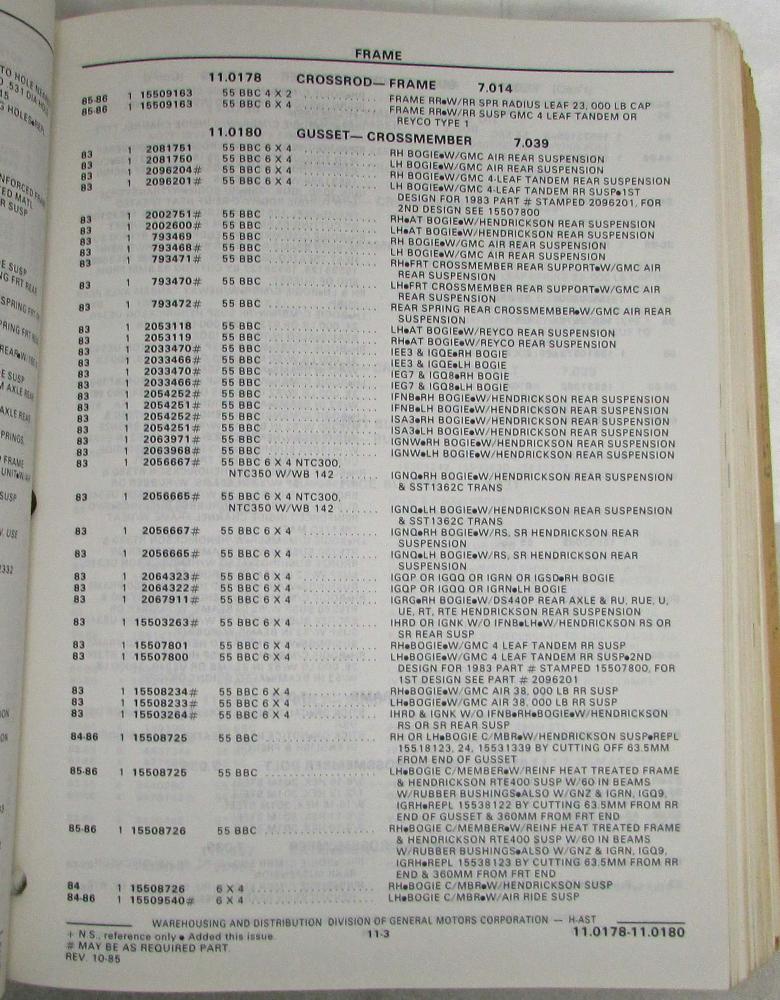 FRAME
11.0178 CROSSROD—FRAME 7.014
85-86 1 15509163 55 BBC 4 X 2 FRAME RR●W/RR SPR RADIUS LEAF 23, 000 LB CAP
85-86 1 15509163 55 BBC 6 X 4 FRAME RR●W/RR SUSP GMC 4 LEAF TANDEM OR
REYCO TYPE 1
11.0180 GUSSET—CROSSMEMBER 7.039
83 1 2081751 55 BBC 6 X 4 RH BOGIE●W/GMC AIR REAR SUSPENSION
83 1 2081750 55 BBC 6 X 4 LH BOGIE●W/GMC AIR REAR SUSPENSION
83 1 2096204# 55 BBC 6 X 4 RH BOGIE●W/GMC 4-LEAF TANDEM REAR SUSPENSION
83 1 2096201# 55 BBC 6 X 4 LH BOGIE●W/GMC 4-LEAF TANDEM RR SUSP●1ST
DESIGN FOR 1983 PART # STAMPED 2096201, FOR
2ND DESIGN SEE 15507800
83 1 2002751# 55 BBC RH●AT BOGIE●W/HENDRICKSON REAR SUSPENSION
83 1 2002600# 55 BBC LH●AT BOGIE●W/HENDRICKSON REAR SUSPENSION
83 1 793469 55 BBC RH BOGIE●W/GMC AIR REAR SUSPENSION
83 1 793468# 55 BBC LH BOGIE●W/GMC AIR REAR SUSPENSION
83 1 793471# 55 BBC RH●FRT CROSSMEMBER REAR SUPPORT●W/GMC AIR
REAR SUSPENSION
83 1 793470# 55 BBC LH●FRT CROSSMEMBER REAR SUPPORT●W/GMC AIR
REAR SUSPENSION
83 1 793472# 55 BBC REAR SPRING REAR CROSSMEMBER●W/GMC AIR REAR
SUSPENSION
83 1 2053118 55 BBC LH●AT BOGIE●W/REYCO REAR SUSPENSION
83 1 2053119 55 BBC RH●AT BOGIE●W/REYCO REAR SUSPENSION
83 1 2033470# 55 BBC IEE3 & IGQE●RH BOGIE
83 1 2033466# 55 BBC IEE3 & IGQE●LH BOGIE
83 1 2033470# 55 BBC IEG7 & IGQ8●RH BOGIE
83 1 2033466# 55 BBC IEG7 & IGQ8●LH BOGIE
83 1 2054252# 55 BBC IFNB●RH BOGIE●W/HENDRICKSON REAR SUSPENSION
83 1 2054251# 55 BBC IFNB●LH BOGIE●W/HENDRICKSON REAR SUSPENSION
83 1 2054252# 55 BBC ISA3●RH BOGIE●W/HENDRICKSON REAR SUSPENSION
83 1 2054251# 55 BBC ISA3●LH BOGIE●W/HENDRICKSON REAR SUSPENSION
83 1 2063971# 55 BBC IGNW●RH BOGIE●W/HENDRICKSON REAR SUSPENSION
83 1 2063968# 55 BBC IGNW●LH BOGIE●W/HENDRICKSON REAR SUSPENSION
83 1 2056667# 55 BBC 6 X 4 NTC300,
NTC350 W/WB 142 IGNQ●RH BOGIE●W/HENDRICKSON REAR SUSPENSION
& SST1362C TRANS
83 1 2056665# 55 BBC 6 X 4 NTC300,
NTC350 W/WB 142 IGNQ●LH BOGIE●W/HENDRICKSON REAR SUSPENSION
& SST1362C TRANS
83 1 2056667# 55 BBC 6 X 4 IGNQ●RH BOGIE●W/RS, SR HENDRICKSON REAR
SUSPENSION
83 1 2056665# 55 BBC 6 X 4 IGNQ●LH BOGIE●W/RS, SR HENDRICKSON REAR
SUSPENSION
83 1 2064323# 55 BBC 6 X 4 IGQP OR IGQQ OR IGRN OR IGSD●RH BOGIE
83 1 2064322# 55 BBC 6 X 4 IGQP OR IGQQ OR IGRN●LH BOGIE
83 1 2067911# 55 BBC 6 X 4 IGRG●RH BOGIE●W/DS440P REAR AXLE & RU, RUE, U,
UE, RT, RTE HENDRICKSON REAR SUSPENSION
83 1 15503263# 55 BBC 6 X 4 IHRD OR IGNK W/O IFNB●LH●W/HENDRICKSON RS OR
SR REAR SUSP
83 1 15507801 55 BBC 6 X 4 RH●BOGIE●W/GMC 4 LEAF TANDEM RR SUSP
83 1 15507800 55 BBC 6 X 4 LH●BOGIE●W/GMC 4 LEAF TANDEM RR SUSP●2ND
DESIGN FOR 1983 PART # STAMPED 15507800, FOR
1ST DESIGN SEE PART # 2096201
83 1 15508234# 55 BBC 6 X 4 RH●BOGIE●W/GMC AIR 38, 000 LB RR SUSP
83 1 15508233# 55 BBC 6 X 4 LH●BOGIE●W/GMC AIR 38, 000 LB RR SUSP
83 1 15503264# 55 BBC 6 X 4 IHRD & IGNK W/O IFNB●RH●BOGIE●W/HENDRICKSON
RS OR SR REAR SUSP
84-86 1 15508725 55 BBC RH OR LH●BOGIE C/MBR●W/HENDRICKSON SUSP●REPL
15518123, 24, 15531339 BY CUTTING OFF 63.5MM
FROM END OF GUSSET
85-86 1 15508725 55 BBC LH●BOGIE C/MEMBER●W/REINF HEAT TREATED FRAME
& HENDRICKSON RTE400 SUSP W/60 IN BEAMS
W/RUBBER BUSHINGS●ALSO W/GNZ & IGRN, IGQ9,
IGRH●REPL 15538122 BY CUTTING 63.5MM FROM RR
END OF GUSSET & 360MM FROM FRT END
85-86 1 15508726 55 BBC RH●BOGIE C/MEMBER●W/REINF HEAT TREATED FRAME
& HENDRICKSON RTE400 SUSP W/60 IN BEAMS
W/RUBBER BUSHINGS●ALSO W/GNZ & IGRN, IGQ9,
IGRH●REPL 15538123 BY CUTTING 63.5MM FROM RR
END & 360MM FROM FRT END
84 1 15508726 6 X 4 RH●BOGIE C/MBR●W/HENDRICKSON SUSP
84-86 1 15509540# 6 X 4 LH●BOGIE C/MBR●W/AIR RIDE SUSP
WAREHOUSING AND DISTRIBUTION DIVISION OF GENERAL MOTORS CORPORATION — H-AST
+ N.S., reference only ● Added this issue. 11-3 11.0178-11.0180
# MAY BE AS REQUIRED PART.
REV. 10-85